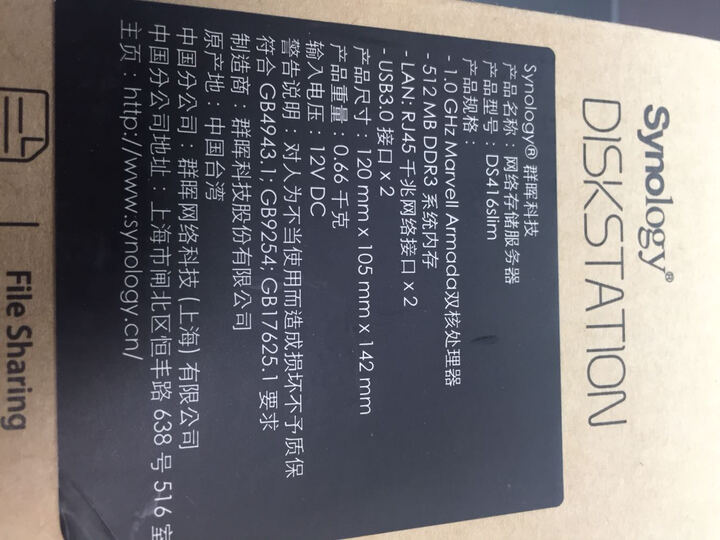 Synology®
DISKSTATION
Synology® 群晖科技
产品名称：网络存储服务器
产品型号：DS416slim
产品规格：
- 1.0 GHz Marvell Armada双核处理器
- 512 MB DDR3 系统内存
- LAN: RJ45 千兆网络接口 x 2
- USB3.0 接口 x 2
产品尺寸：120 mm x 105 mm x 142 mm
产品重量：0.66 千克
输入电压：12V DC
警告说明：对人为不当使用而造成损坏不予质保
符合 GB4943.1; GB9254; GB17625.1 要求
制造商：群晖科技股份有限公司
原产地：中国台湾
中国分公司：群晖网络科技 (上海) 有限公司
中国分公司地址：上海市闸北区恒丰路 638 号 516 室
主页：http://www.synology.cn/
File Sharing